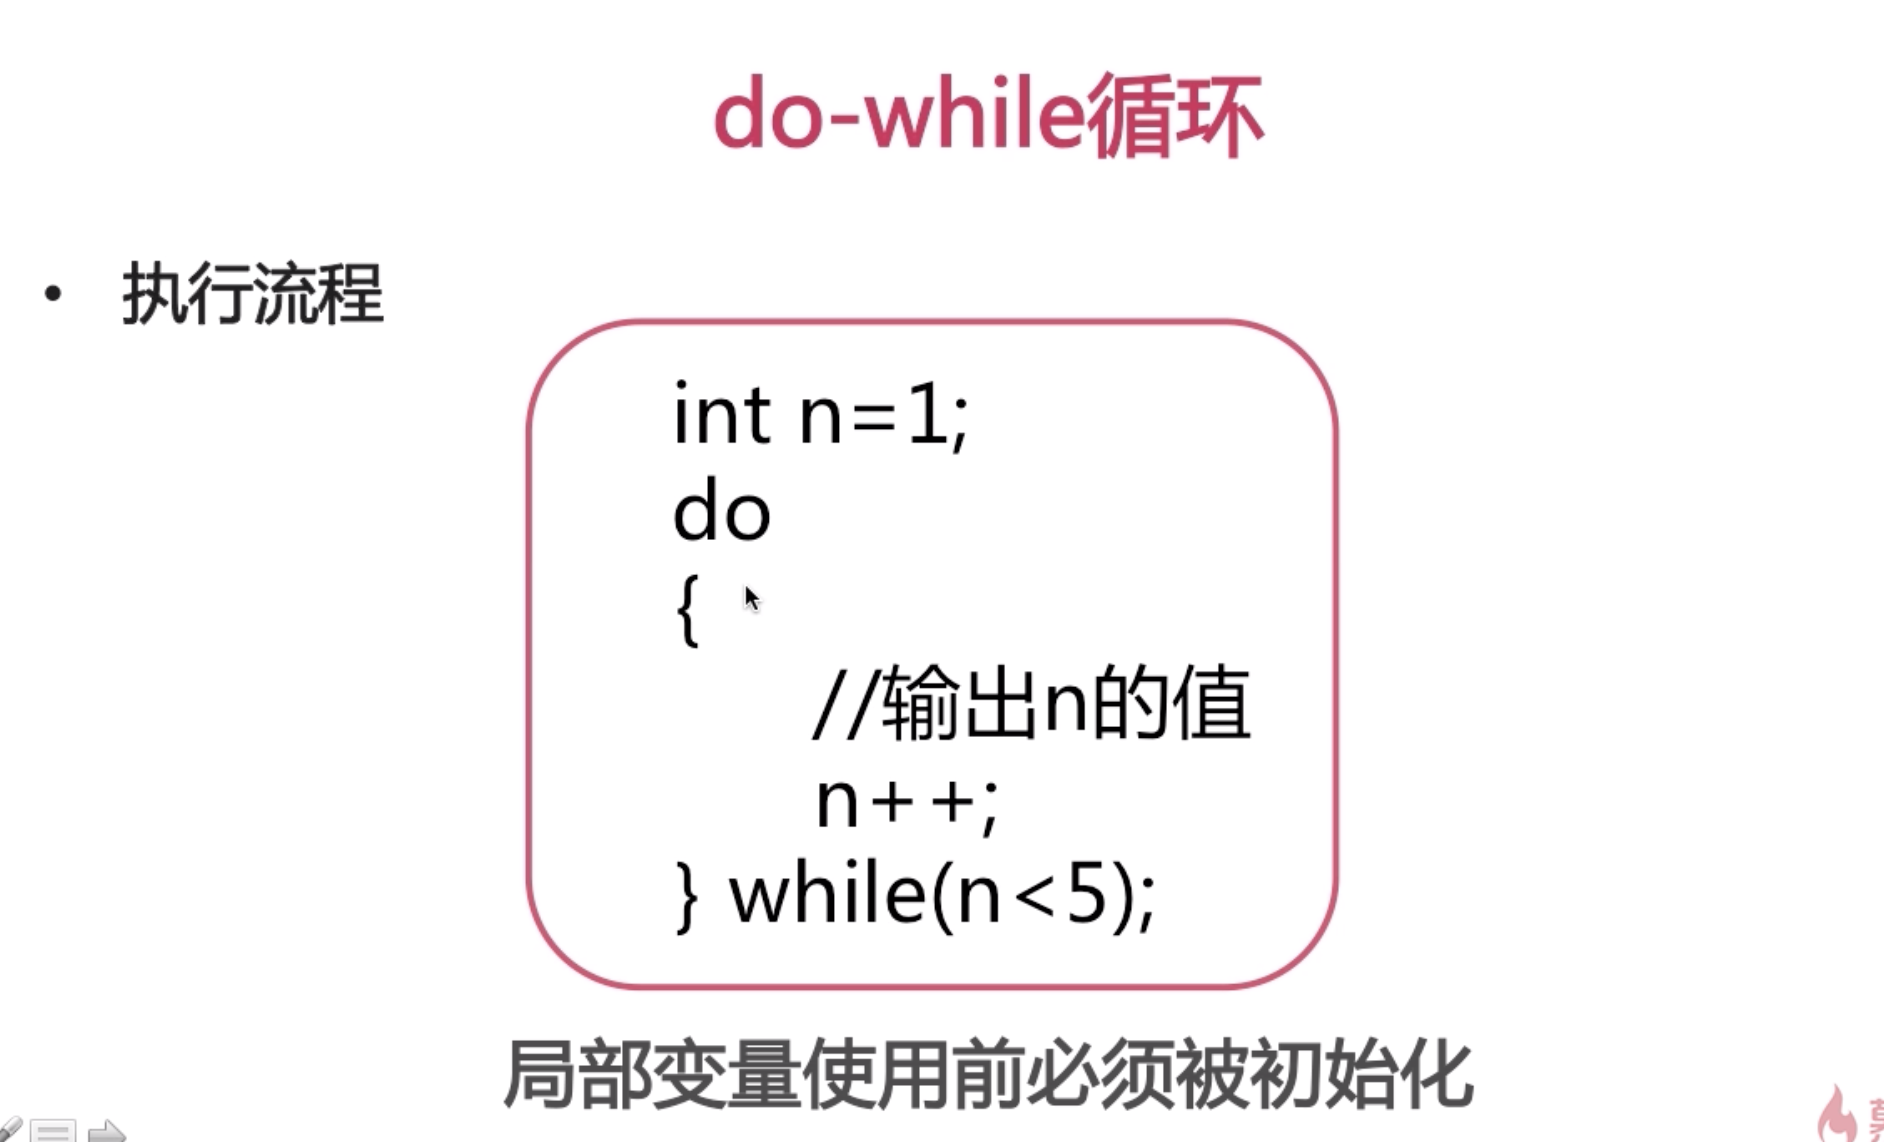 do-while循环
• 执行流程
int n=1;
do
{
//输出n的值
n++;
} while(n<5);
局部变量使用前必须被初始化